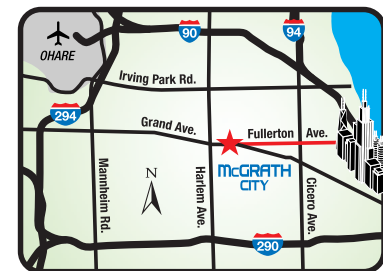 OHARE
90
94
Irving Park Rd.
294
Grand Ave.
Fullerton Ave.
McGRATH
CITY
N
Mannheim Rd.
Harlem Ave.
Cicero Ave.
290